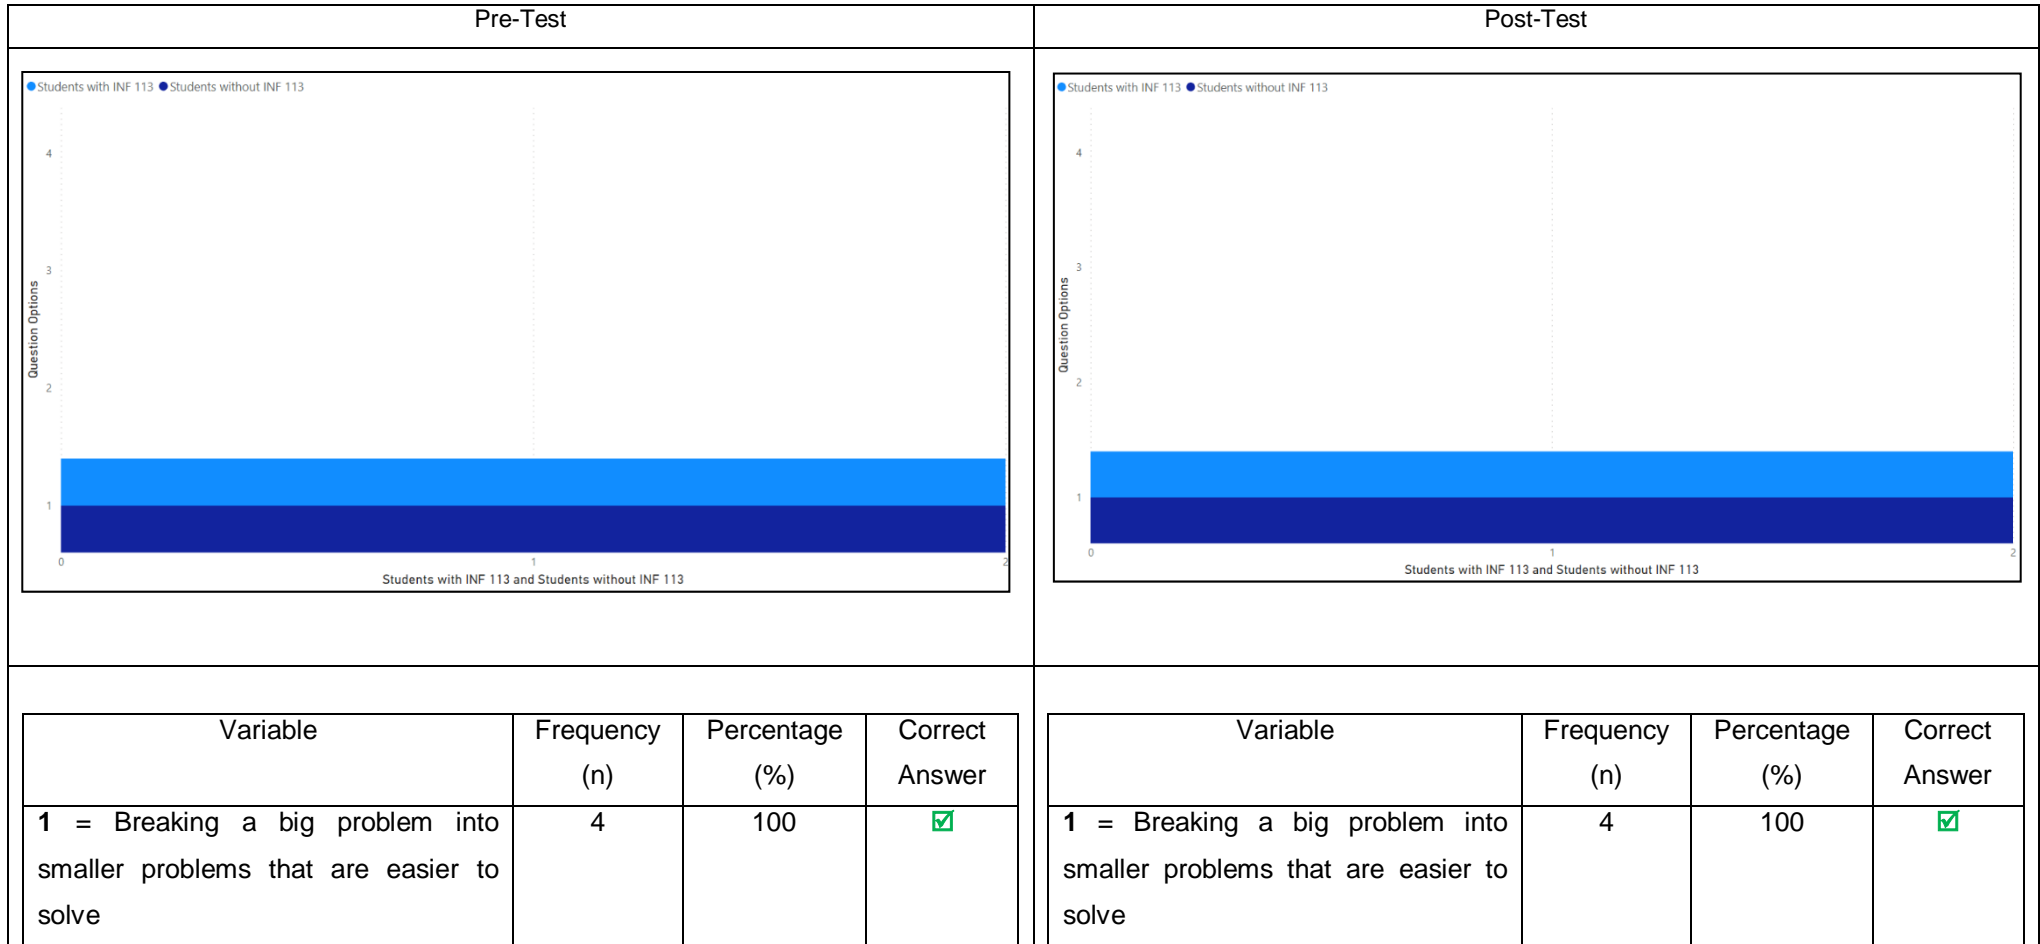 Pre-Test
Post-Test
Students with INF 113 Students without INF 113
4
3
2
1
Question Options
0 1 2
Students with INF 113 and Students without INF 113
Students with INF 113 Students without INF 113
4
3
2
1
Question Options
0 1 2
Students with INF 113 and Students without INF 113
Variable Frequency Percentage Correct
(n) (%) Answer
1 = Breaking a big problem into 4 100
smaller problems that are easier to
solve
Variable Frequency Percentage Correct
(n) (%) Answer
1 = Breaking a big problem into 4 100
smaller problems that are easier to
solve